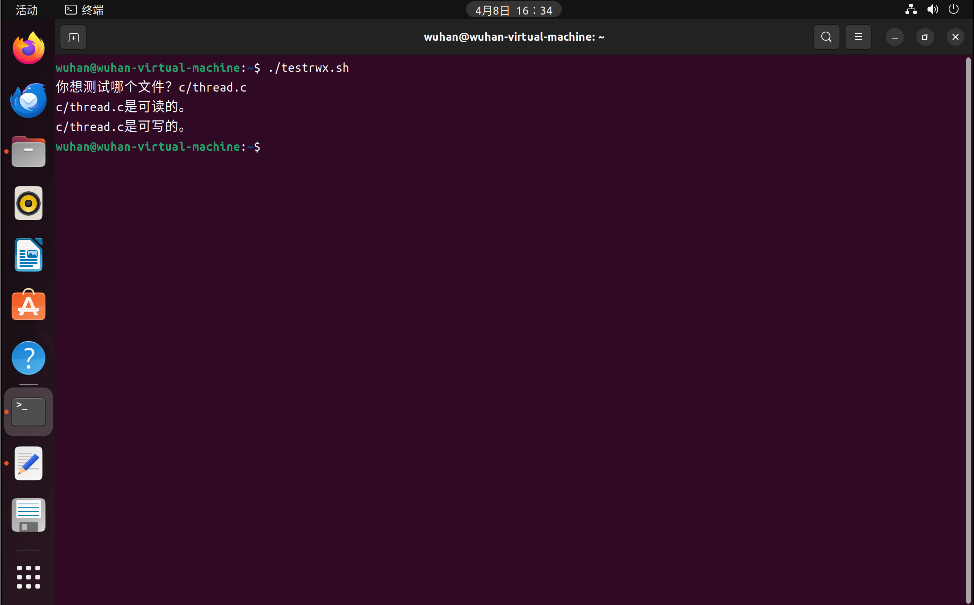 活动 终端 4月8日 16：34
wuhan@wuhan-virtual-machine: ~
wuhan@wuhan-virtual-machine:~$ ./testrwx.sh
你想测试哪个文件？c/thread.c
c/thread.c是可读的。
c/thread.c是可写的。
wuhan@wuhan-virtual-machine:~$